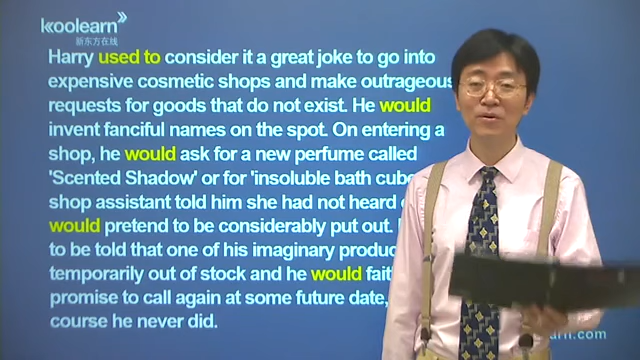 koolearn
新东方在线
Harry used to consider it a great joke to go into
expensive cosmetic shops and make outrageous
requests for goods that do not exist. He would
invent fanciful names on the spot. On entering a
shop, he would ask for a new perfume called
'Scented Shadow' or for 'insoluble bath cube
shop assistant told him she had not heard
would pretend to be considerably put out.
to be told that one of his imaginary produc
temporarily out of stock and he would fait
promise to call again at some future date,
course he never did.
arn.com